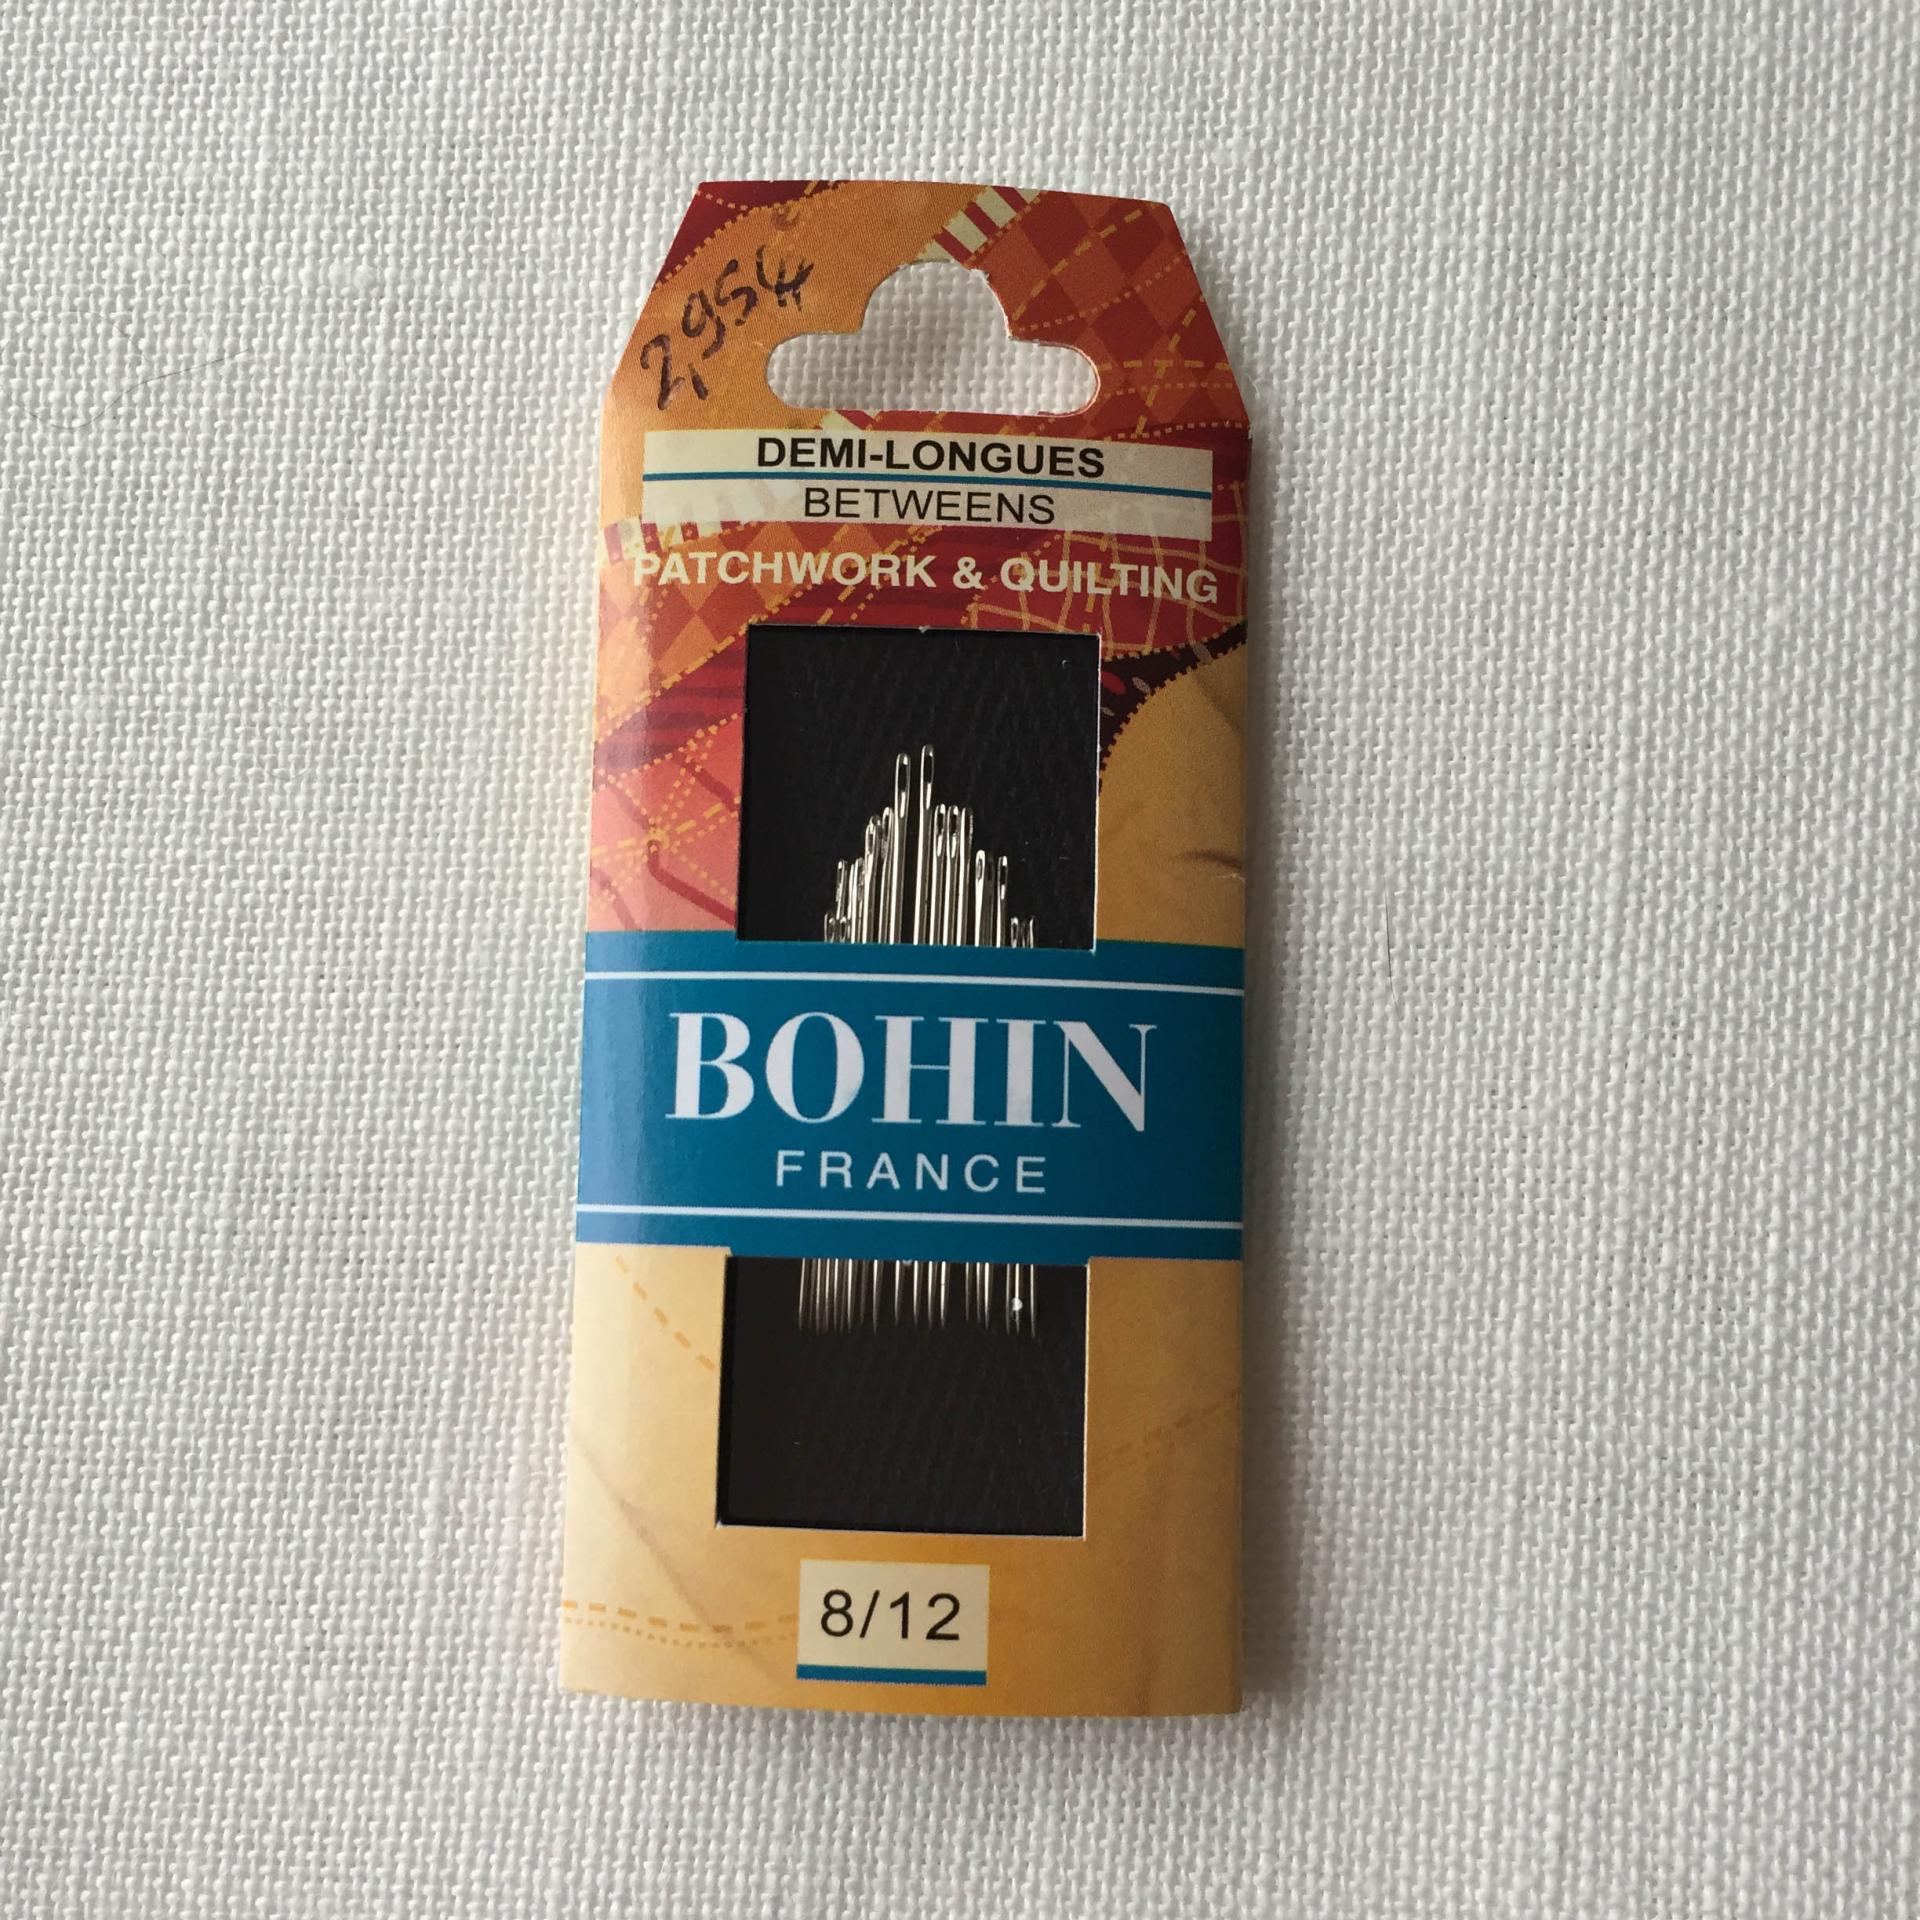 2,95€
DEMI-LONGUES
BETWEENS
PATCHWORK & QUILTING
BOHIN
FRANCE
8/12